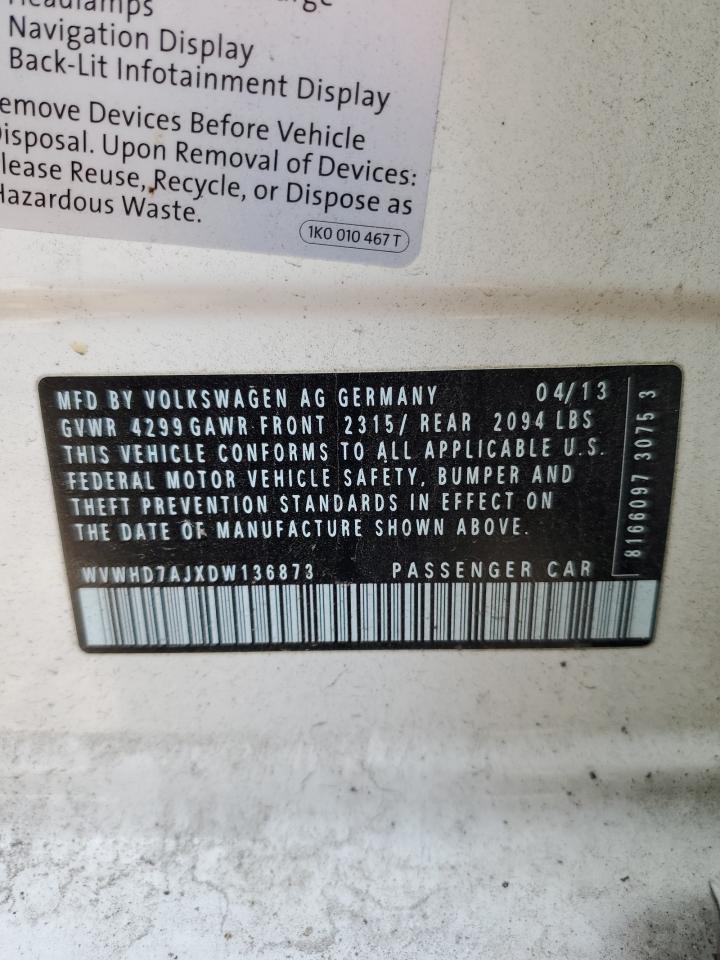 Headlamps
Navigation Display
Back-Lit Infotainment Display
emove Devices Before Vehicle
isposal. Upon Removal of Devices:
lease Reuse, Recycle, or Dispose as
Hazardous Waste.
1K0 010 467 T
MFD BY VOLKSWAGEN AG GERMANY 04/13
GVWR 4299 GAWR FRONT 2315/ REAR 2094 LBS
THIS VEHICLE CONFORMS TO ALL APPLICABLE U.S.
FEDERAL MOTOR VEHICLE SAFETY, BUMPER AND
THEFT PREVENTION STANDARDS IN EFFECT ON
THE DATE OF MANUFACTURE SHOWN ABOVE.
WVWHD7AJXDW136873 PASSENGER CAR
8166097 3075 3